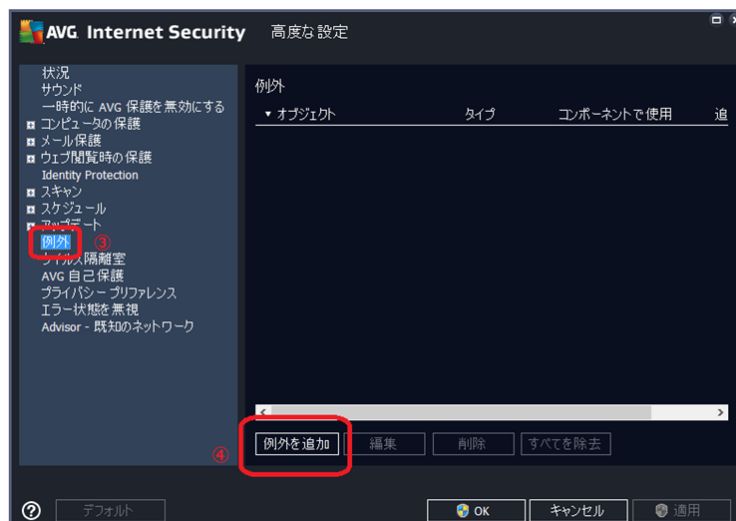 AVG. Internet Security 高度な設定
状況
サウンド
一時的に AVG 保護を無効にする
コンピュータの保護
メール保護
ウェブ閲覧時の保護
Identity Protection
スキャン
スケジュール
アップデート
例外 ③
ウイルス隔離室
AVG 自己保護
プライバシー プリファレンス
エラー状態を無視
Advisor - 既知のネットワーク
例外
オブジェクト タイプ コンポーネントで使用 追
④ 例外を追加 編集 削除 すべてを除去
デフォルト OK キャンセル 適用